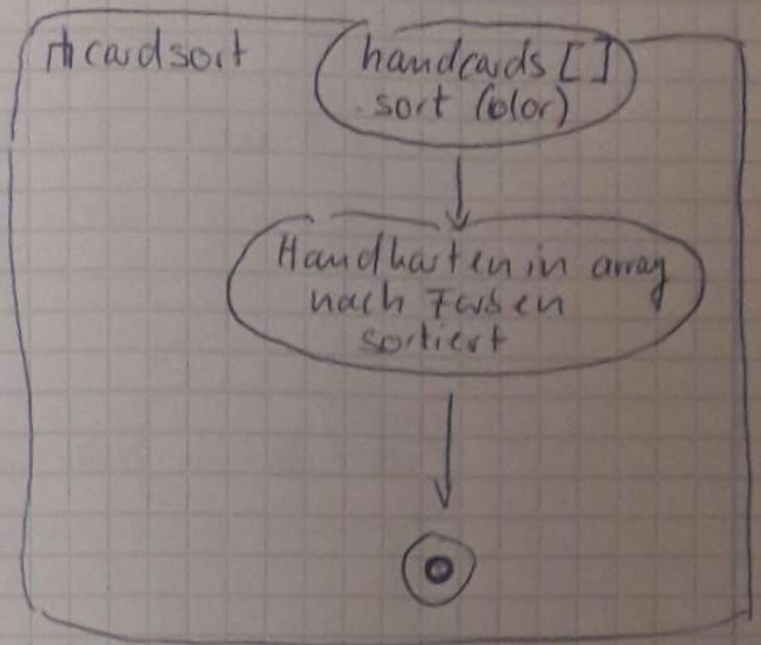 cardsort
handcards []
sort (color)
Handkarten in array
nach Farben
sortiert